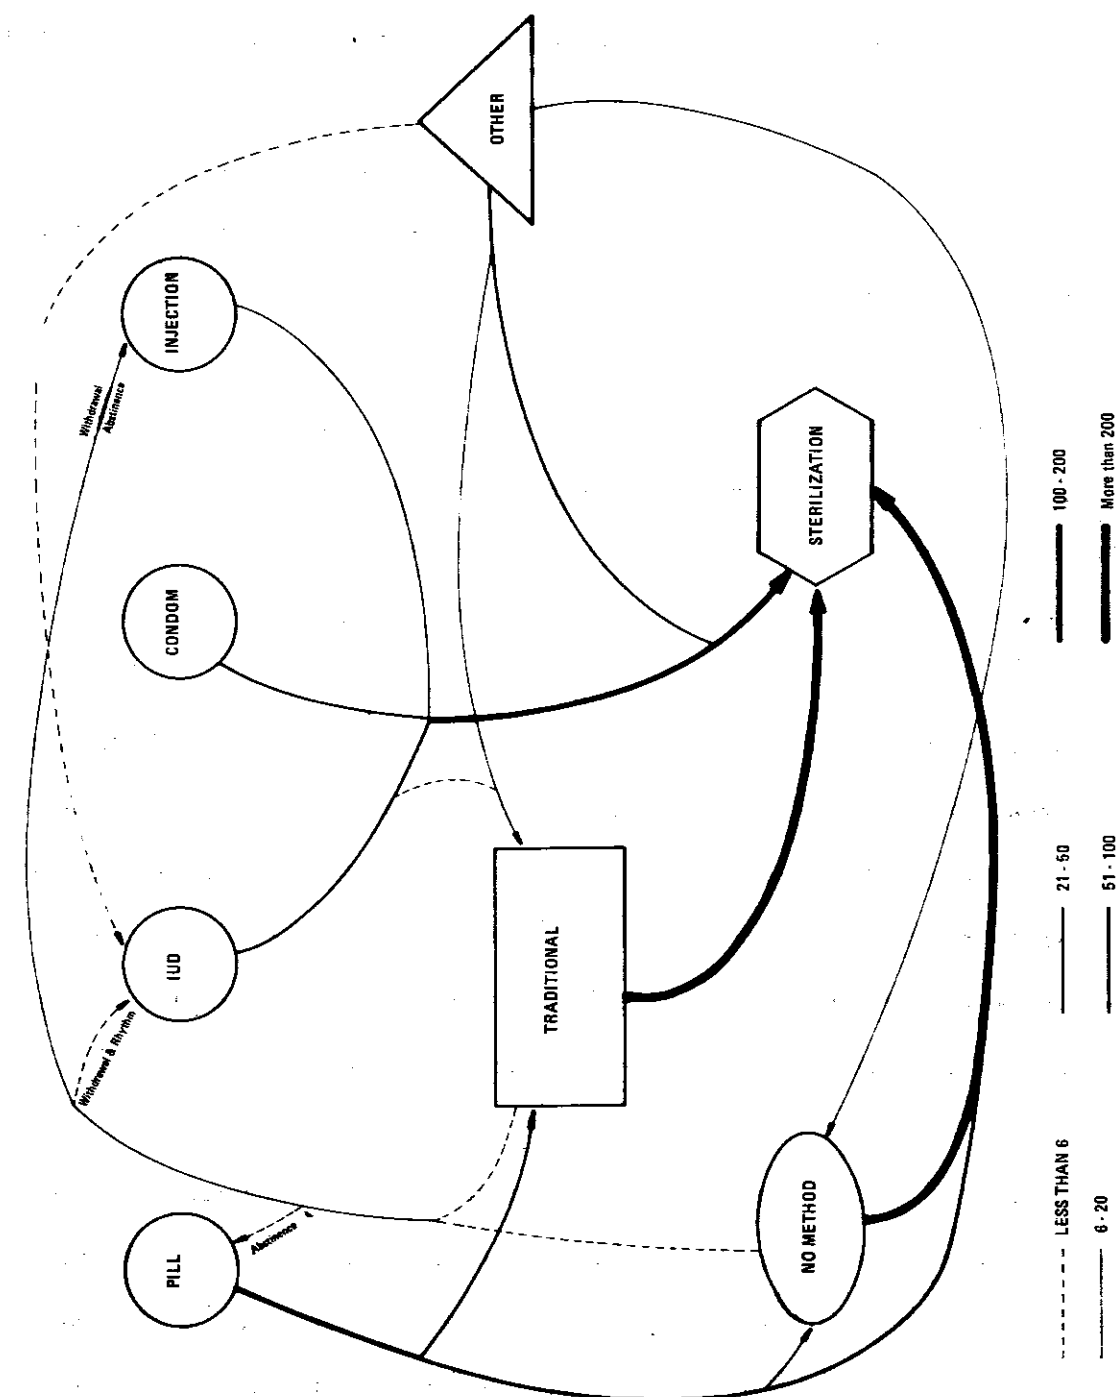 PILL
IUD
CONDOM
INJECTION
Abstinence
Withdrawal & Rhythm
Withdrawal
Abstinence
TRADITIONAL
OTHER
NO METHOD
STERILIZATION
LESS THAN 6
21 - 50
100 - 200
6 - 20
51 - 100
More than 200